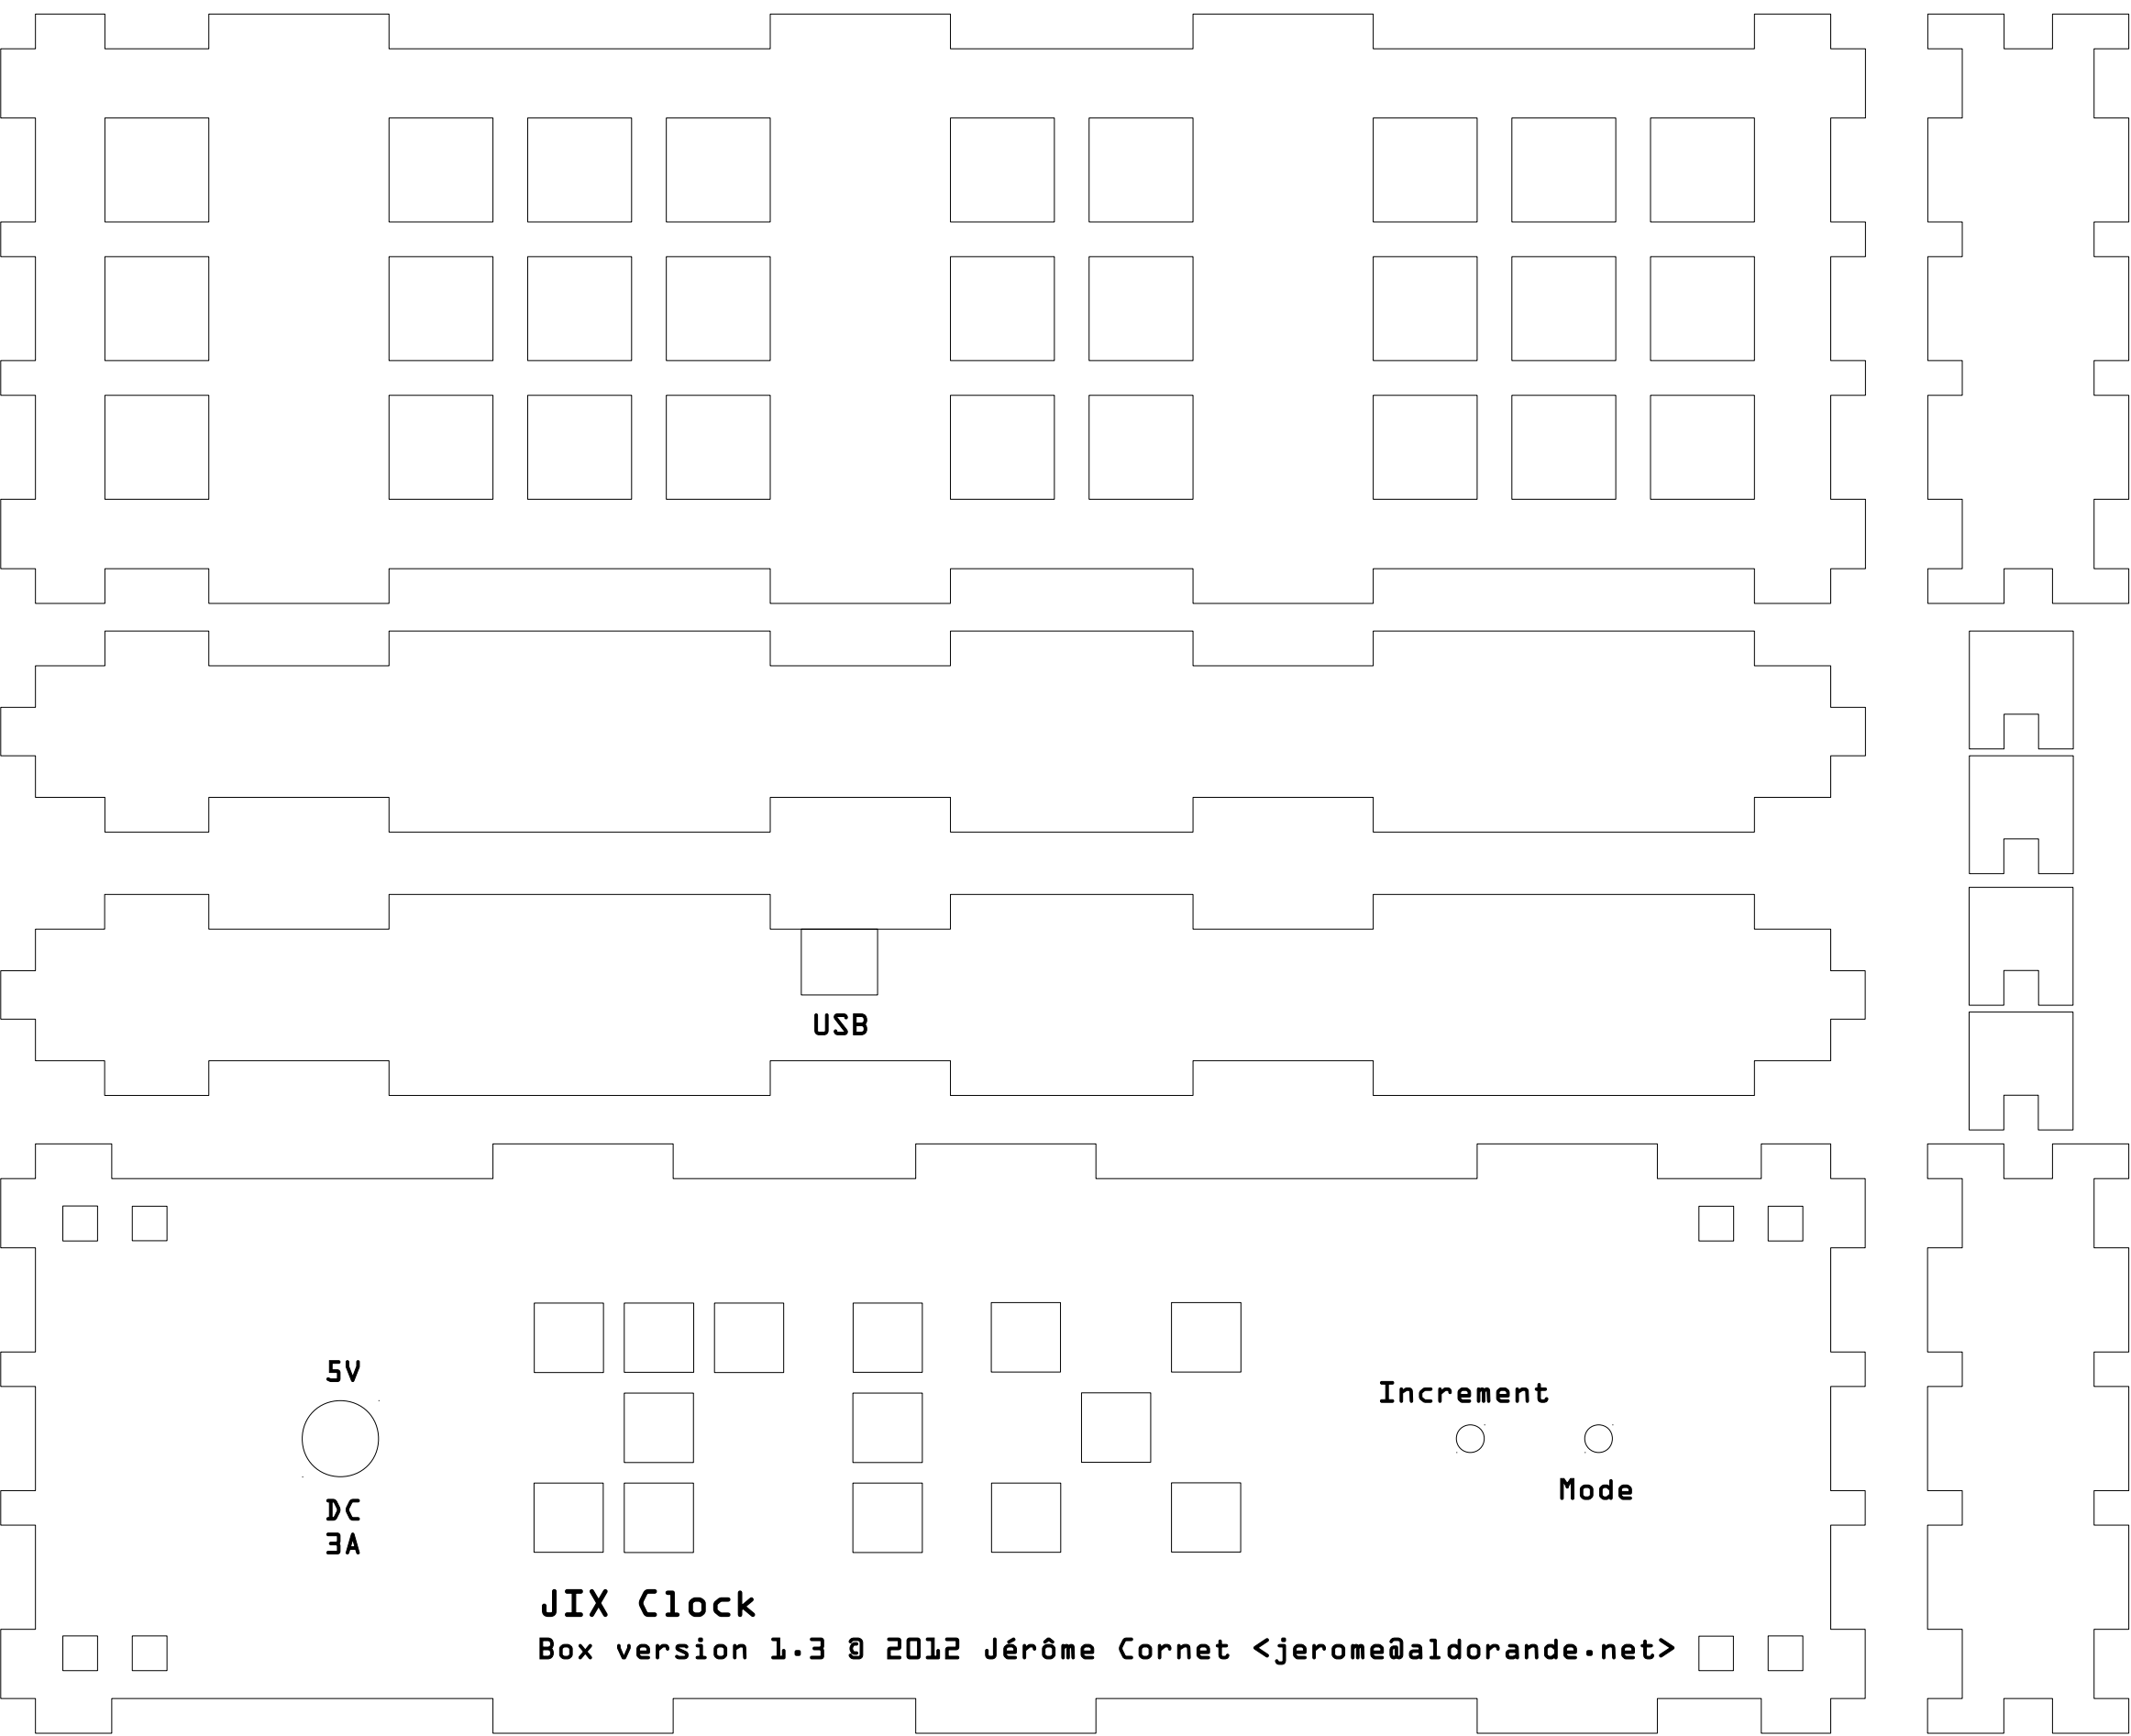 USB
5V
Increment
Mode
DC
3A
JIX Clock
Box version 1.3 @ 2012 Jérôme Cornet <jerome@aldorande.net>